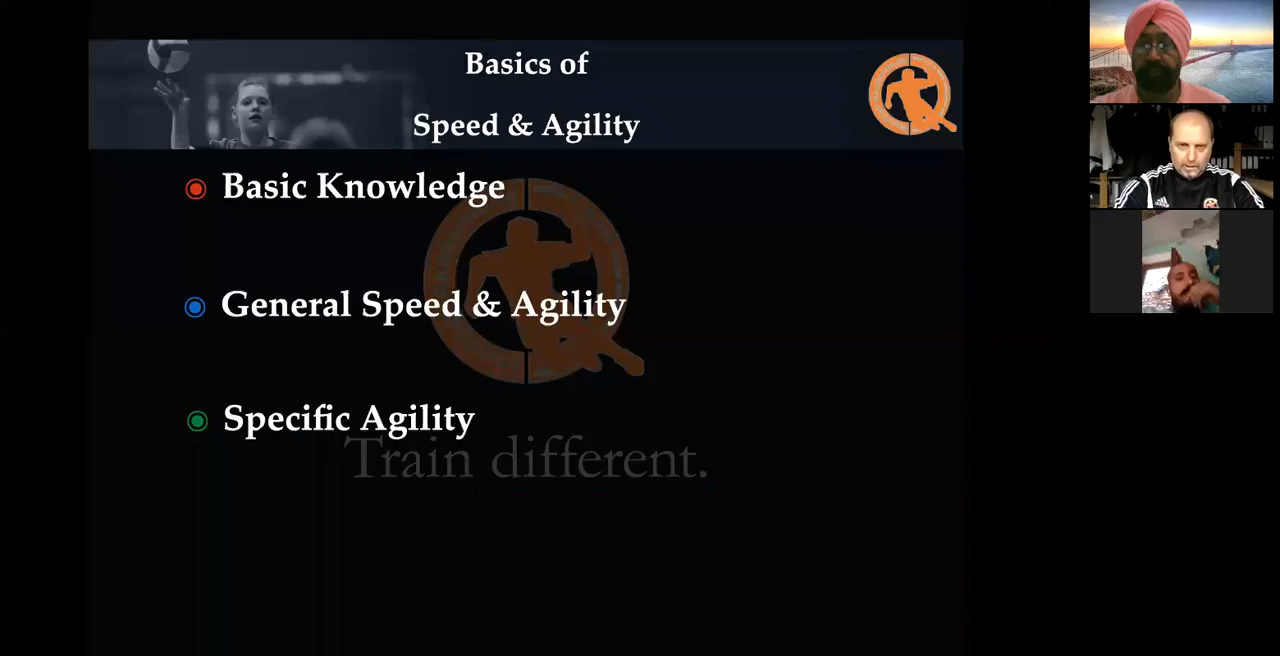 Basics of
Speed & Agility
Basic Knowledge
General Speed & Agility
Specific Agility
Train different.